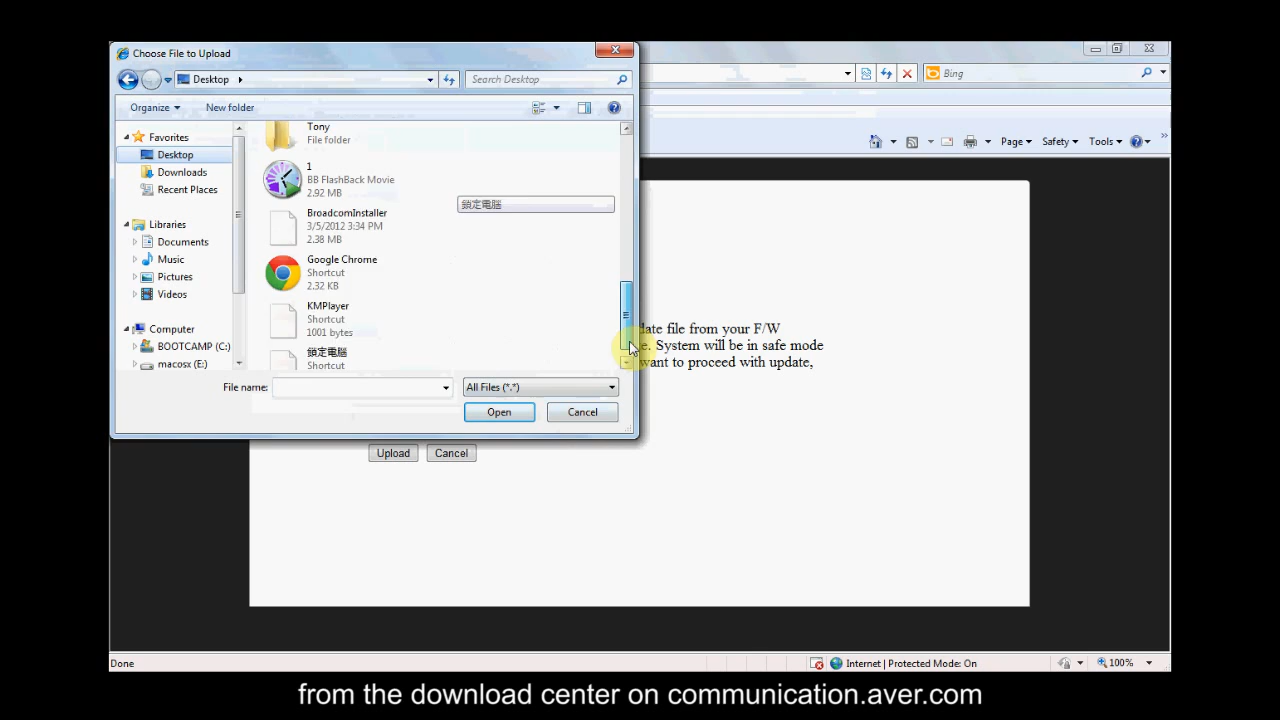 Choose File to Upload
Desktop
Search Desktop
Bing
Organize
New folder
Page
Safety
Tools
Favorites
Desktop
Downloads
Recent Places
Libraries
Documents
Music
Pictures
Videos
Computer
BOOTCAMP (C:)
macosx (E:)
Tony
File folder
1
BB FlashBack Movie
2.92 MB
BroadcomInstaller
3/5/2012 3:34 PM
2.38 MB
Google Chrome
Shortcut
2.32 KB
KMPlayer
Shortcut
1001 bytes
鎖定電腦
Shortcut
鎖定電腦
File name:
All Files (*.*)
Open
Cancel
date file from your F/W
e. System will be in safe mode
want to proceed with update,
Upload
Cancel
Done
Internet | Protected Mode: On
100%
from the download center on communication.aver.com